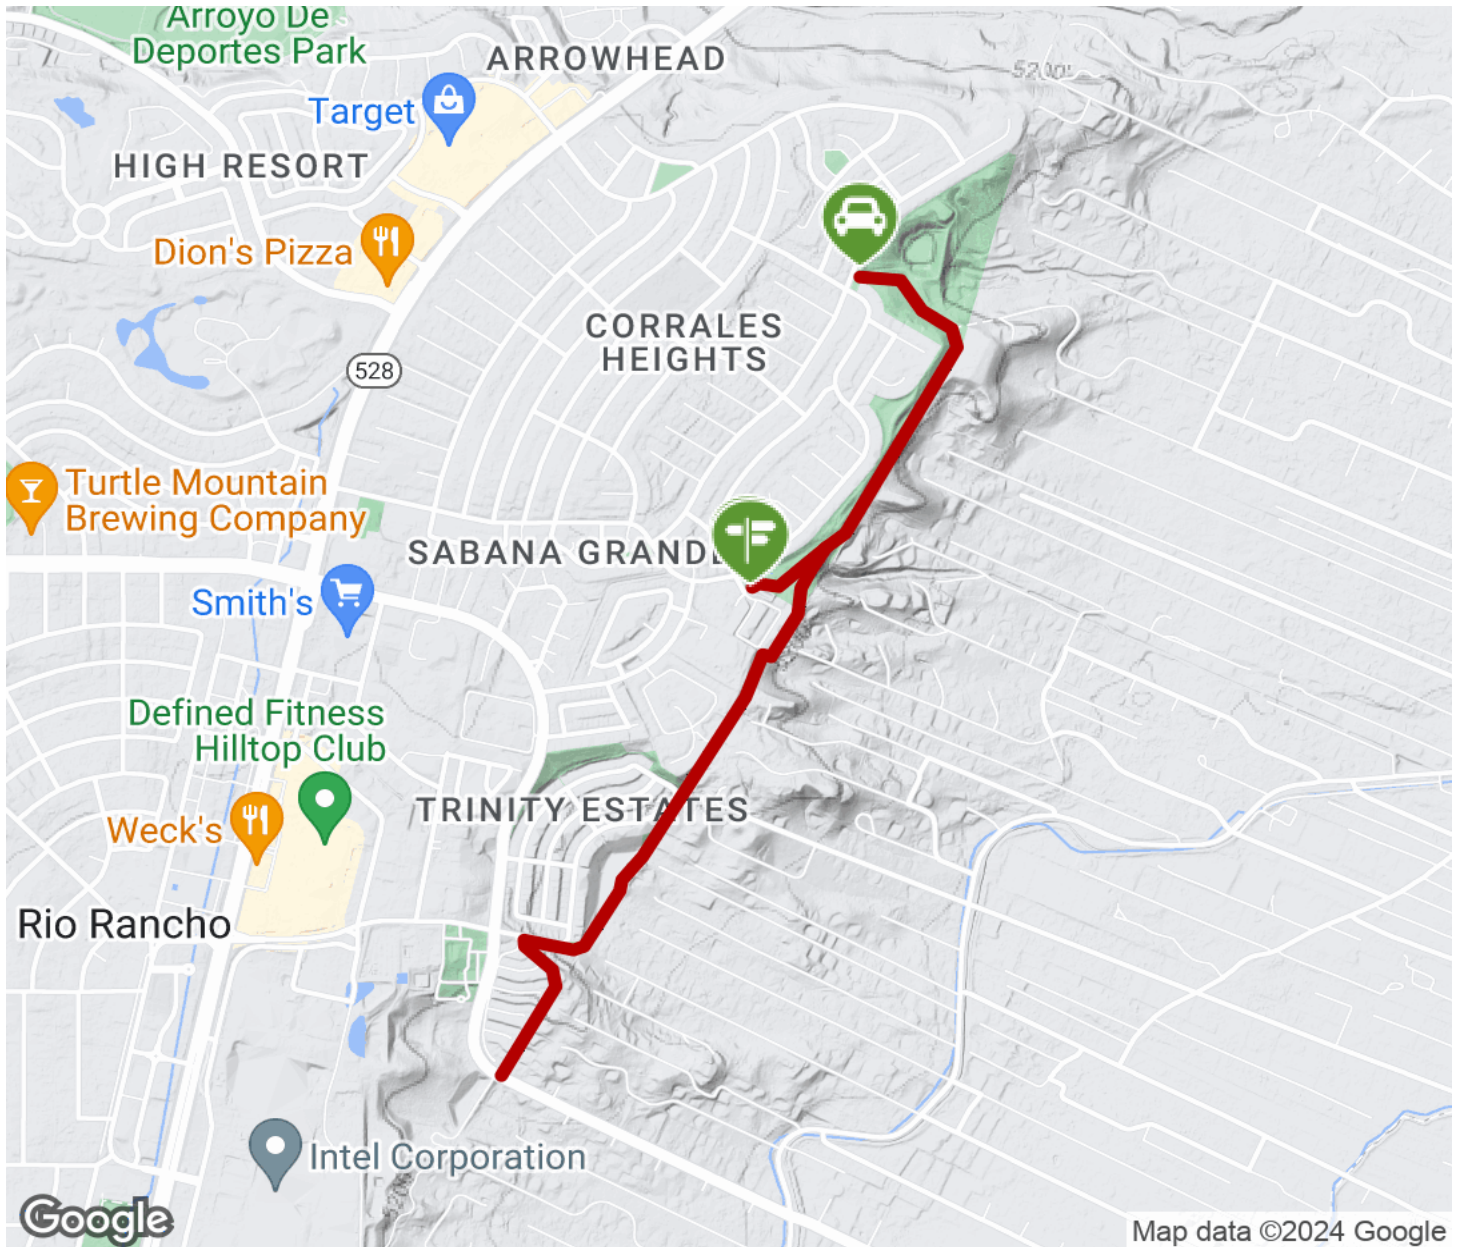 Arroyo De
Deportes Park
ARROWHEAD
5200'
Target
HIGH RESORT
Dion's Pizza
CORRALES
HEIGHTS
528
Turtle Mountain
Brewing Company
SABANA GRANDE
Smith's
Defined Fitness
Hilltop Club
TRINITY ESTATES
Weck's
Rio Rancho
Intel Corporation
Google
Map data ©2024 Google